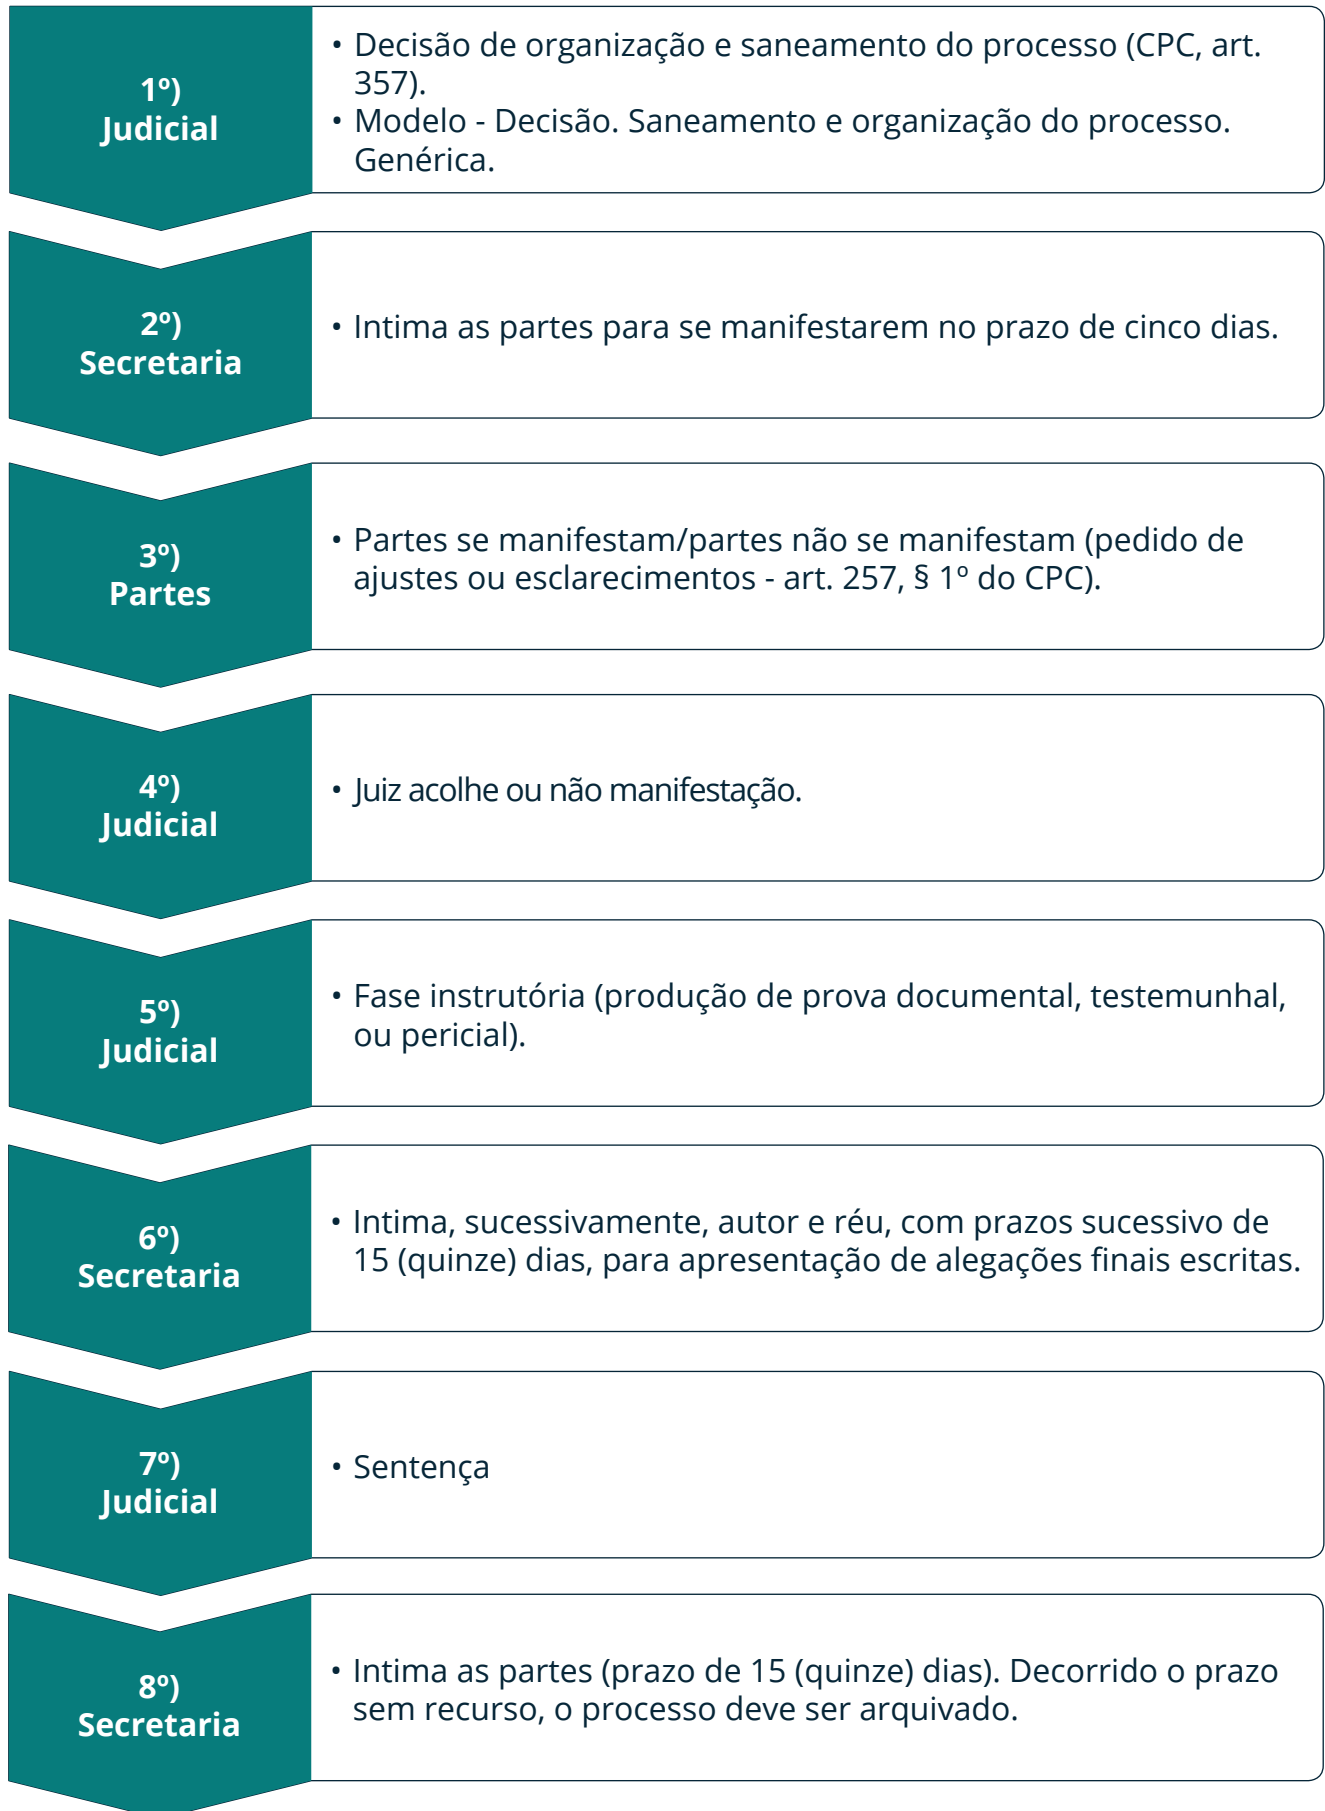 1º)
Judicial
• Decisão de organização e saneamento do processo (CPC, art.
357).
• Modelo - Decisão. Saneamento e organização do processo.
Genérica.
2º)
Secretaria
• Intima as partes para se manifestarem no prazo de cinco dias.
3º)
Partes
• Partes se manifestam/partes não se manifestam (pedido de
ajustes ou esclarecimentos - art. 257, § 1º do CPC).
4º)
Judicial
• Juiz acolhe ou não manifestação.
5º)
Judicial
• Fase instrutória (produção de prova documental, testemunhal,
ou pericial).
6º)
Secretaria
• Intima, sucessivamente, autor e réu, com prazos sucessivo de
15 (quinze) dias, para apresentação de alegações finais escritas.
7º)
Judicial
• Sentença
8º)
Secretaria
• Intima as partes (prazo de 15 (quinze) dias). Decorrido o prazo
sem recurso, o processo deve ser arquivado.